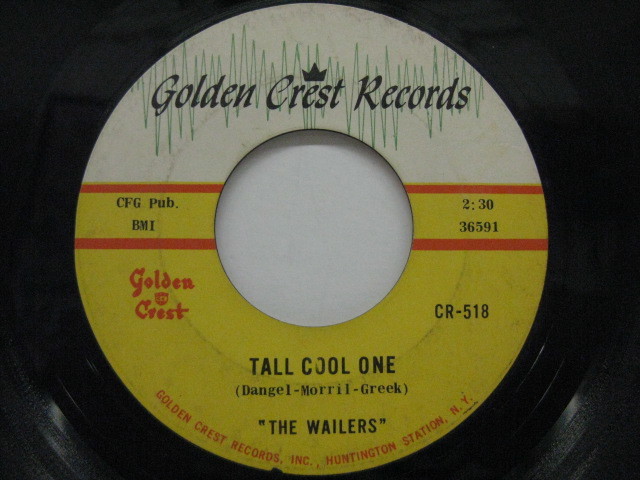 Golden Crest Records
CFG Pub.
BMI
2:30
36591
Golden
Crest
CR-518
TALL COOL ONE
(Dangel-Morril-Greek)
"THE WAILERS"
GOLDEN CREST RECORDS, INC., HUNTINGTON STATION, N.Y.